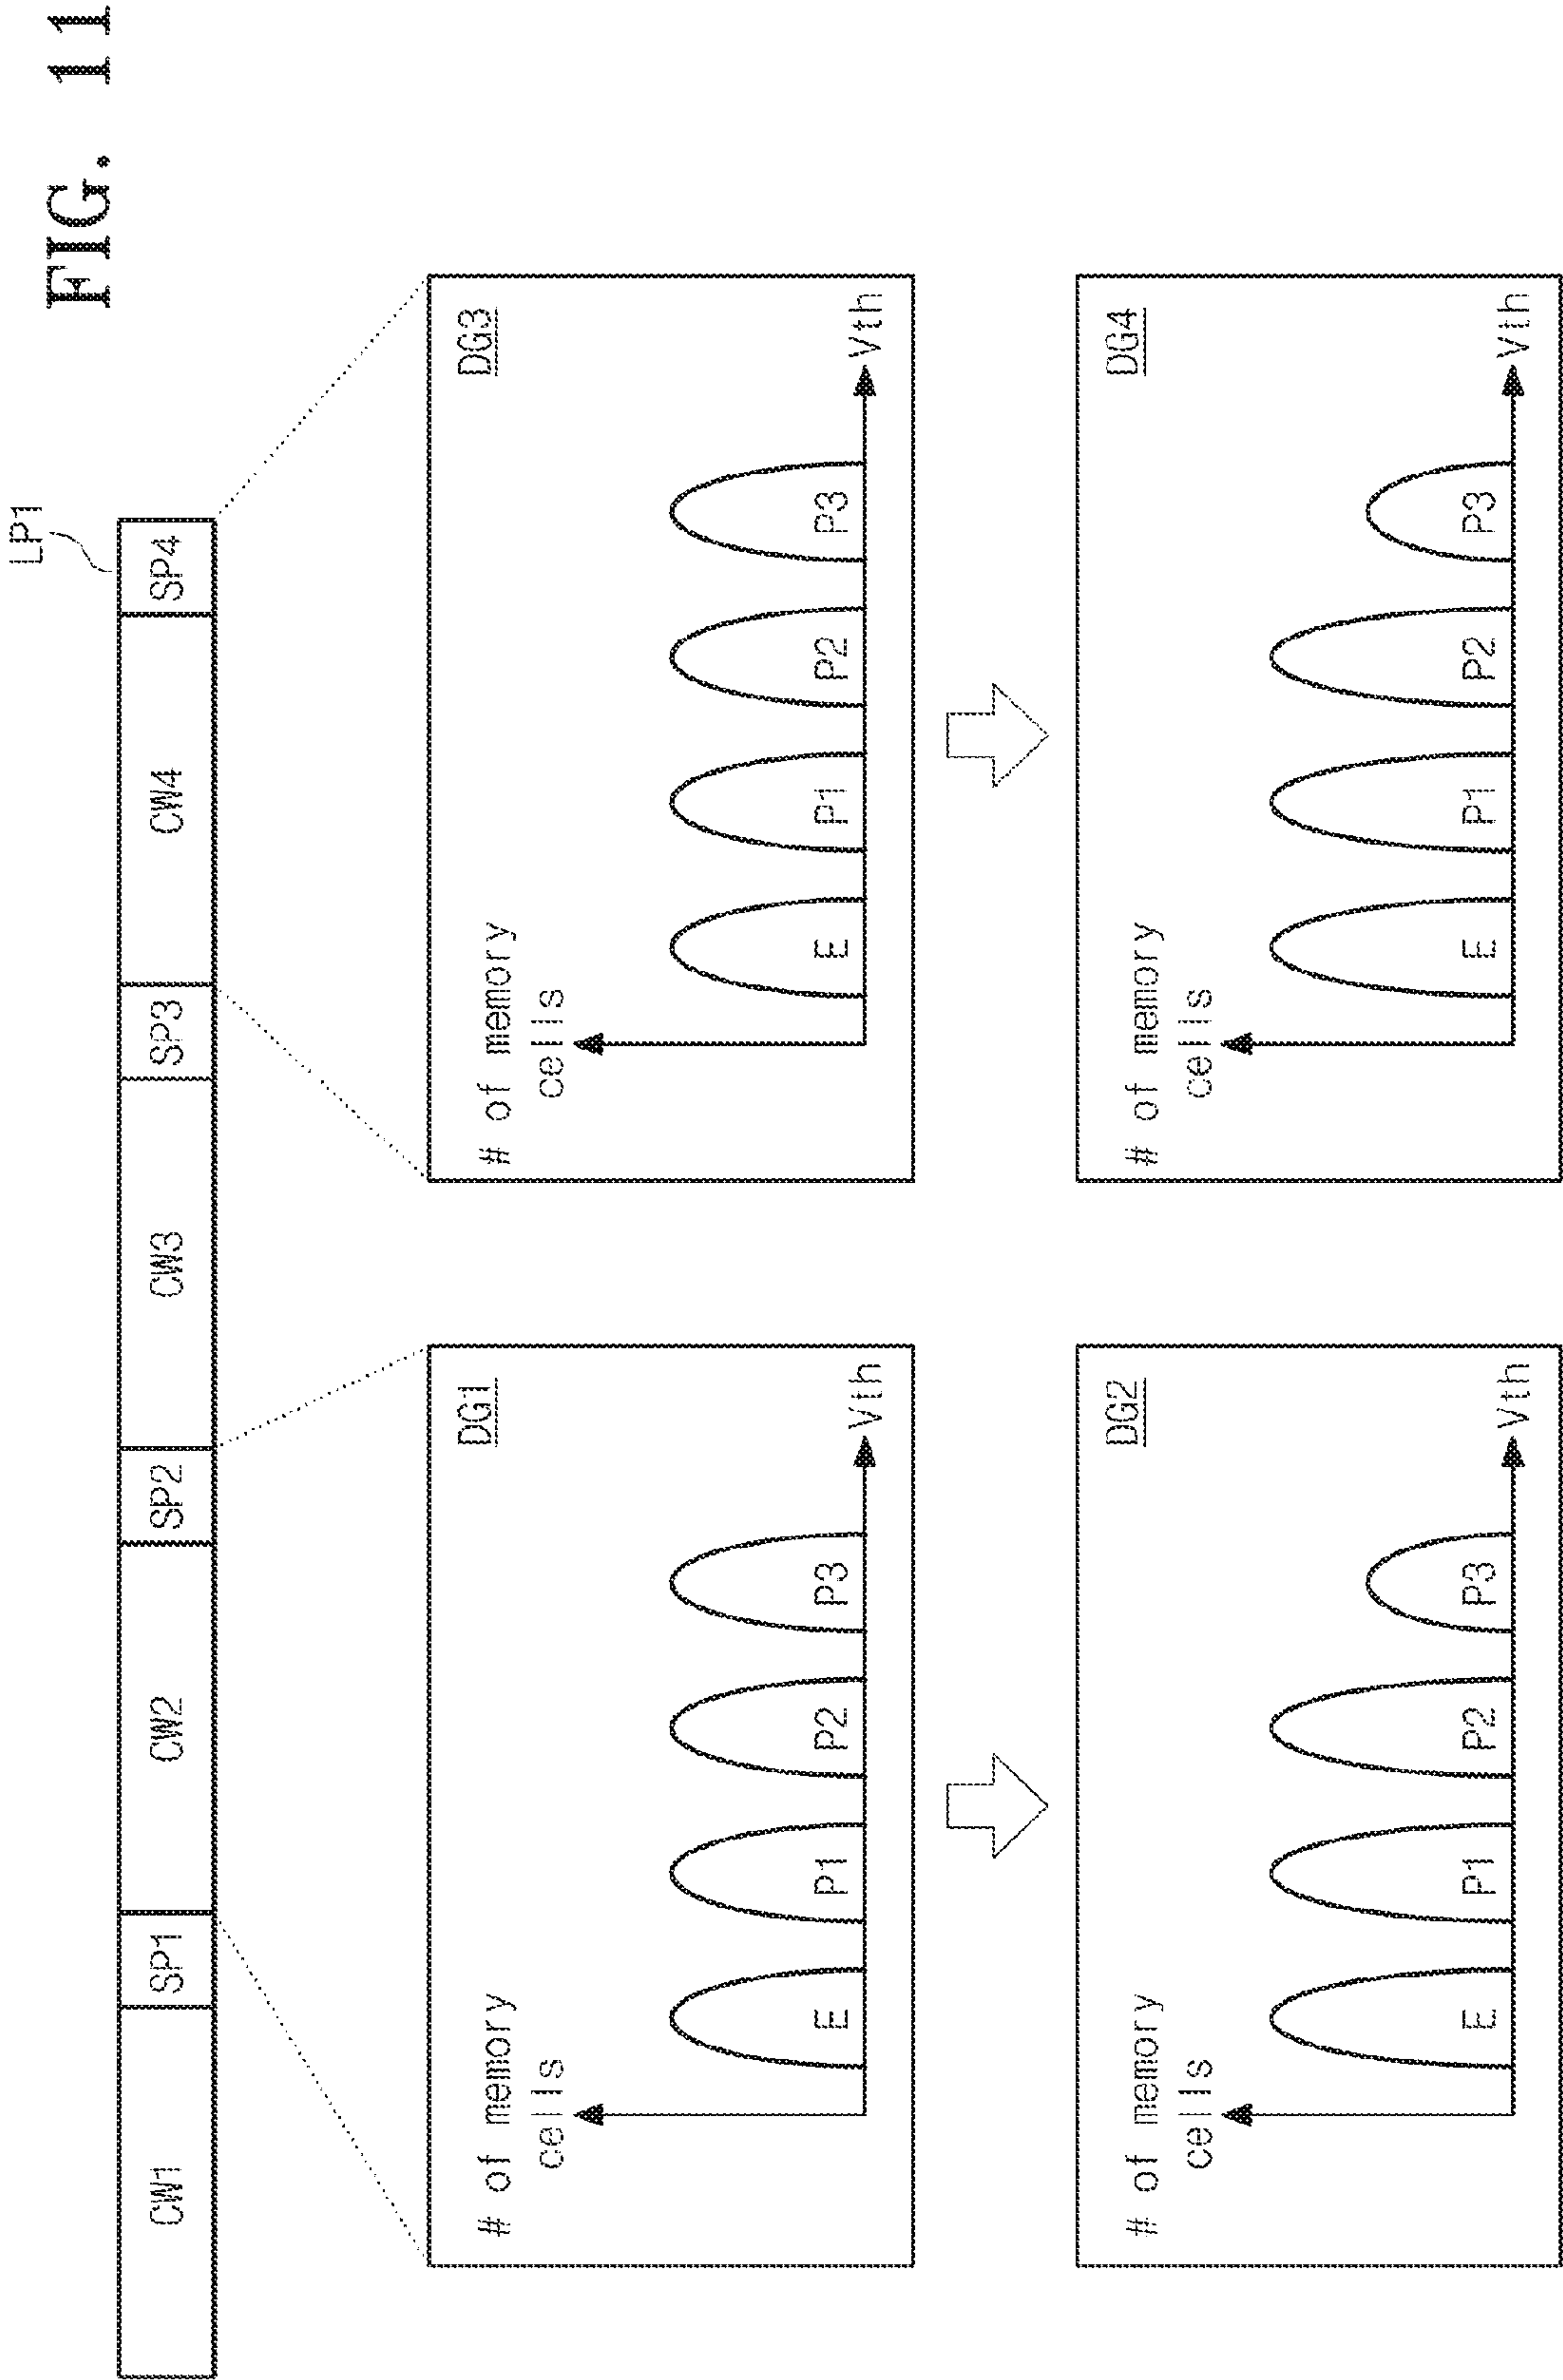 FIG. 11
LP1
CW1 SP1 CW2 SP2 CW3 SP3 CW4 SP4
DG1
# of memory
cells
E P1 P2 P3
Vth
DG3
# of memory
cells
E P1 P2 P3
Vth
DG2
# of memory
cells
E P1 P2 P3
Vth
DG4
# of memory
cells
E P1 P2 P3
Vth